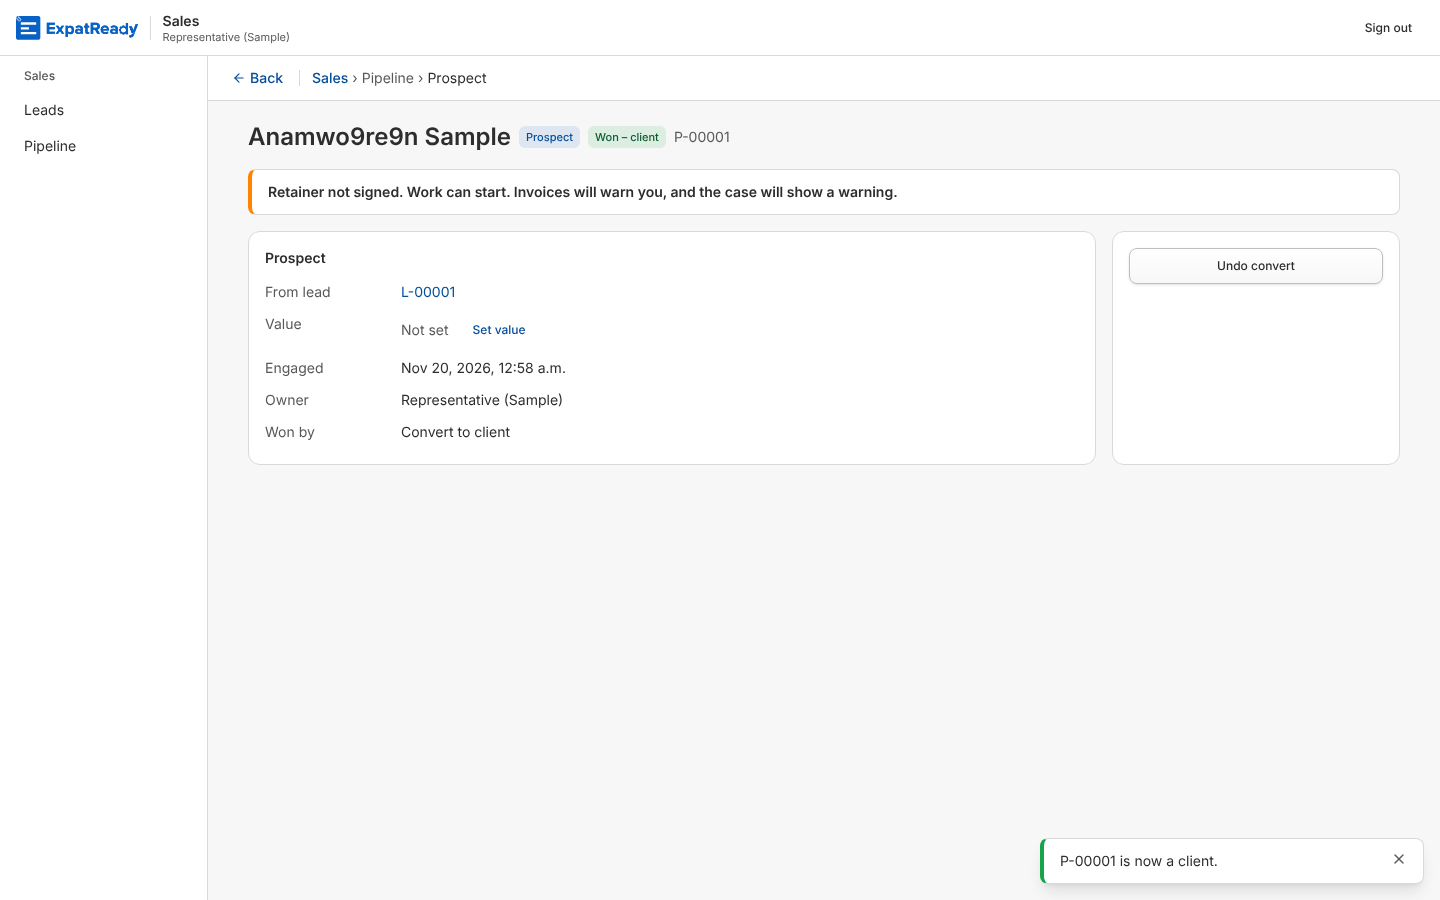 ExpatReady
Sales
Representative (Sample)
Sign out
Sales
Leads
Pipeline
← Back
Sales › Pipeline › Prospect
Anamwo9re9n Sample Prospect Won – client P-00001
Retainer not signed. Work can start. Invoices will warn you, and the case will show a warning.
Prospect
From lead L-00001
Value Not set Set value
Engaged Nov 20, 2026, 12:58 a.m.
Owner Representative (Sample)
Won by Convert to client
Undo convert
P-00001 is now a client.